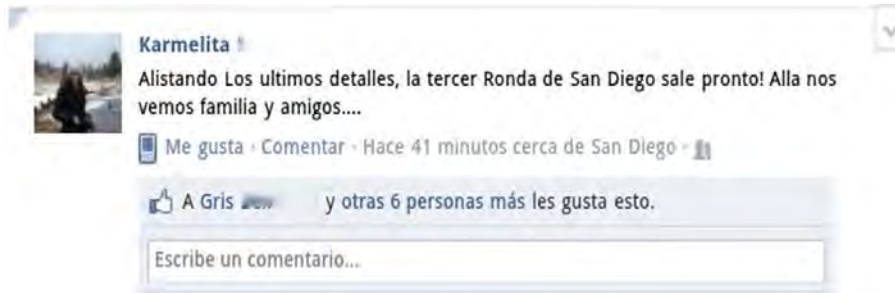 Karmelita
Alistando Los ultimos detalles, la tercer Ronda de San Diego sale pronto! Alla nos
vemos familia y amigos....
Me gusta · Comentar · Hace 41 minutos cerca de San Diego ·
A Gris y otras 6 personas más les gusta esto.
Escribe un comentario...